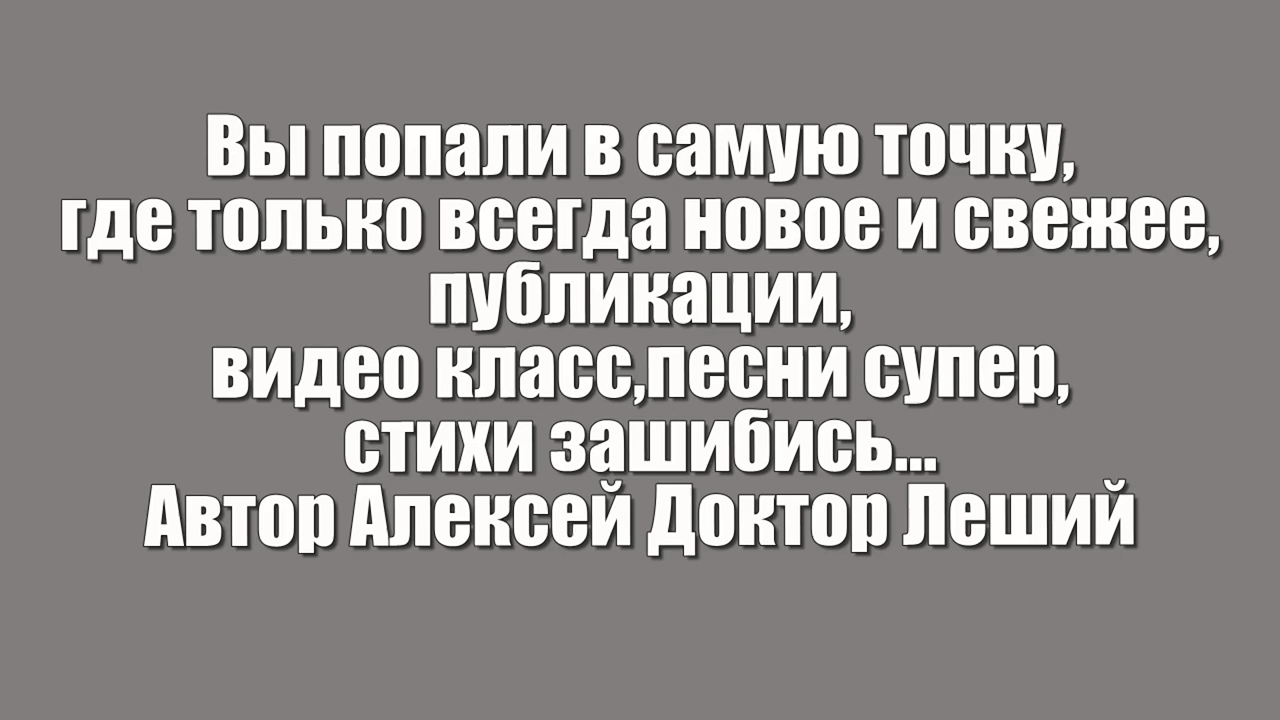 Вы попали в самую точку,
где только всегда новое и свежее,
публикации,
видео класс,песни супер,
стихи зашибись...
Автор Алексей Доктор Леший